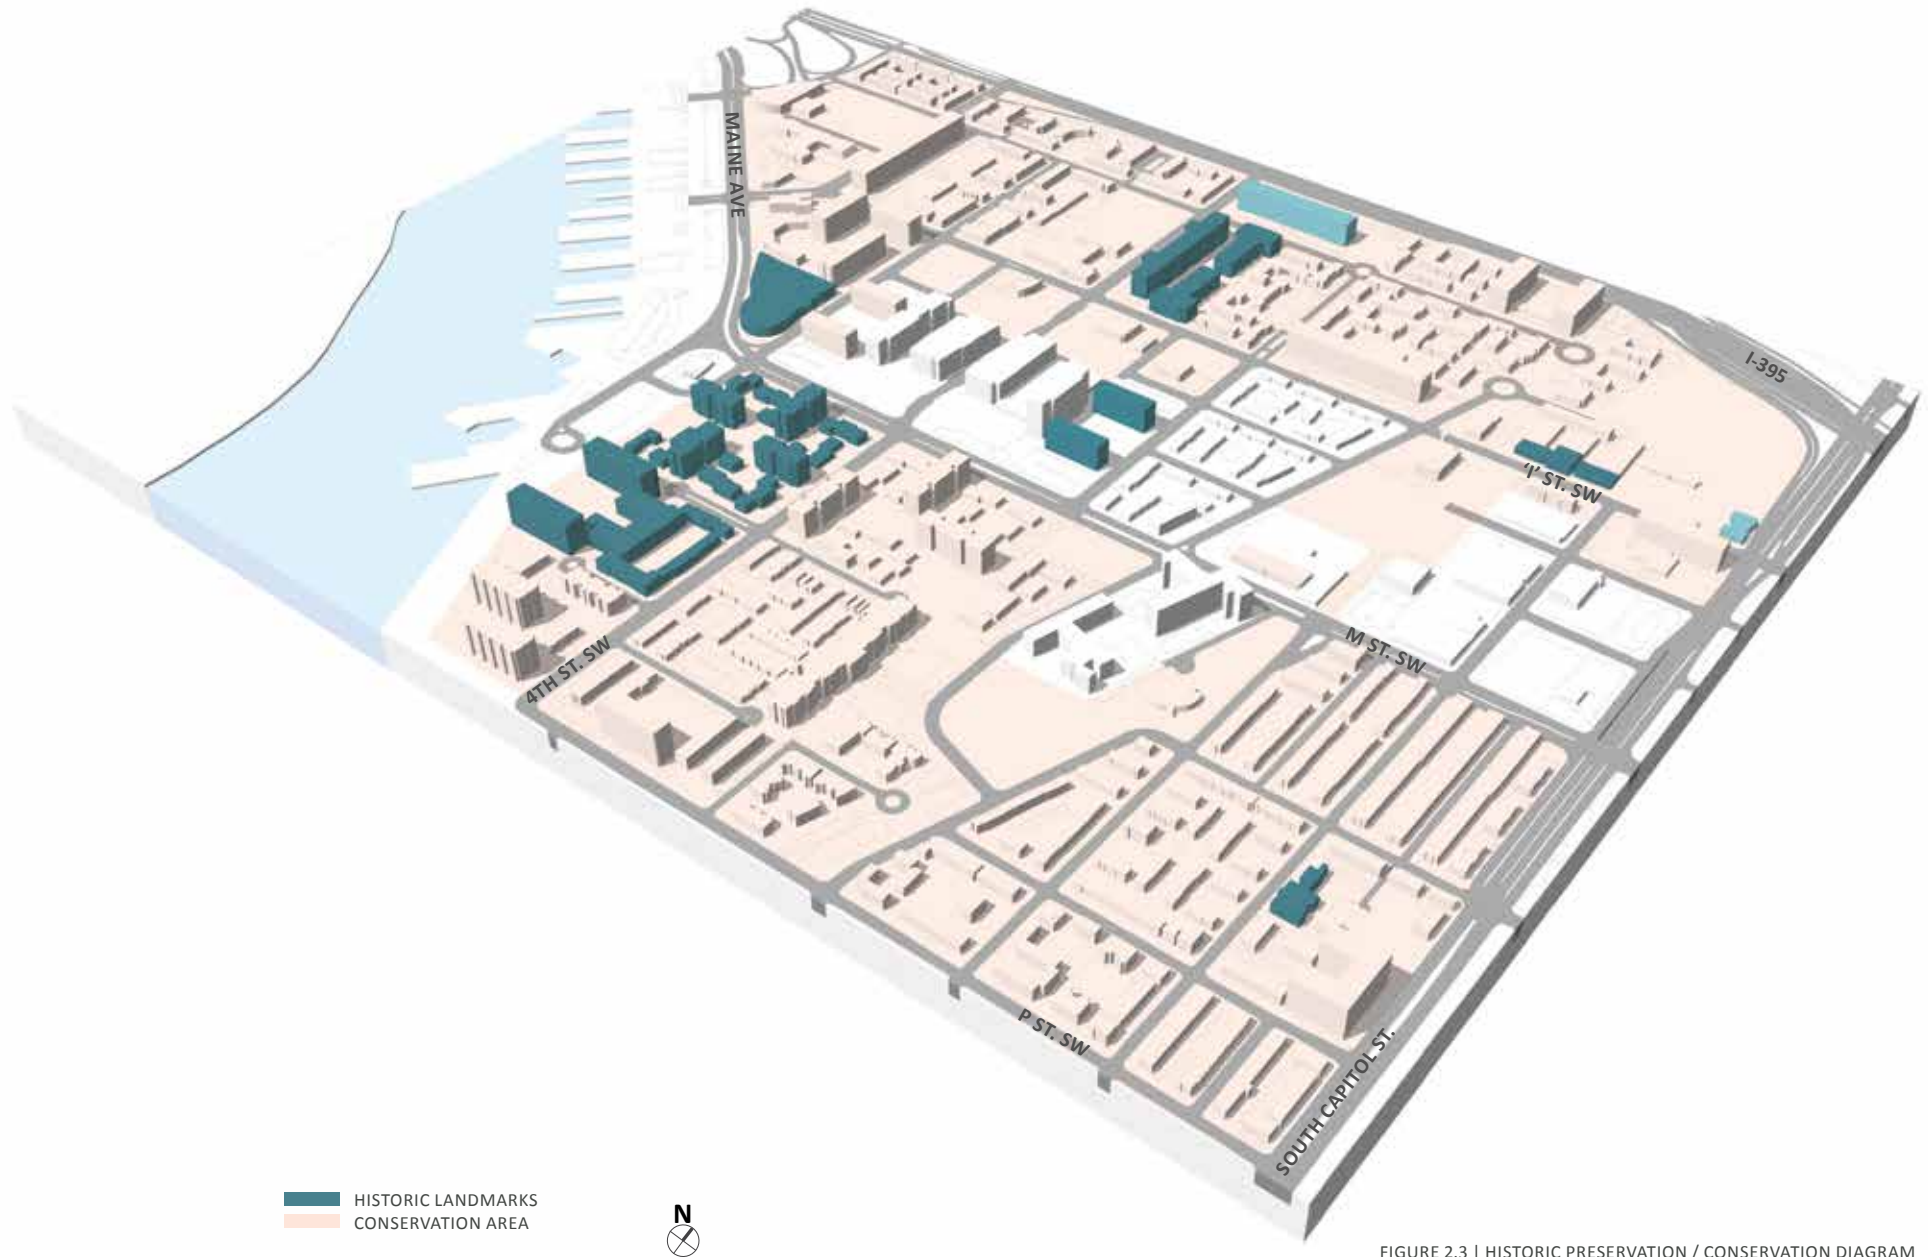 MAINE AVE
I-395
'I' ST. SW
M ST. SW
4TH ST. SW
P ST. SW
SOUTH CAPITOL ST.
HISTORIC LANDMARKS
CONSERVATION AREA
N
FIGURE 2.3 | HISTORIC PRESERVATION / CONSERVATION DIAGRAM